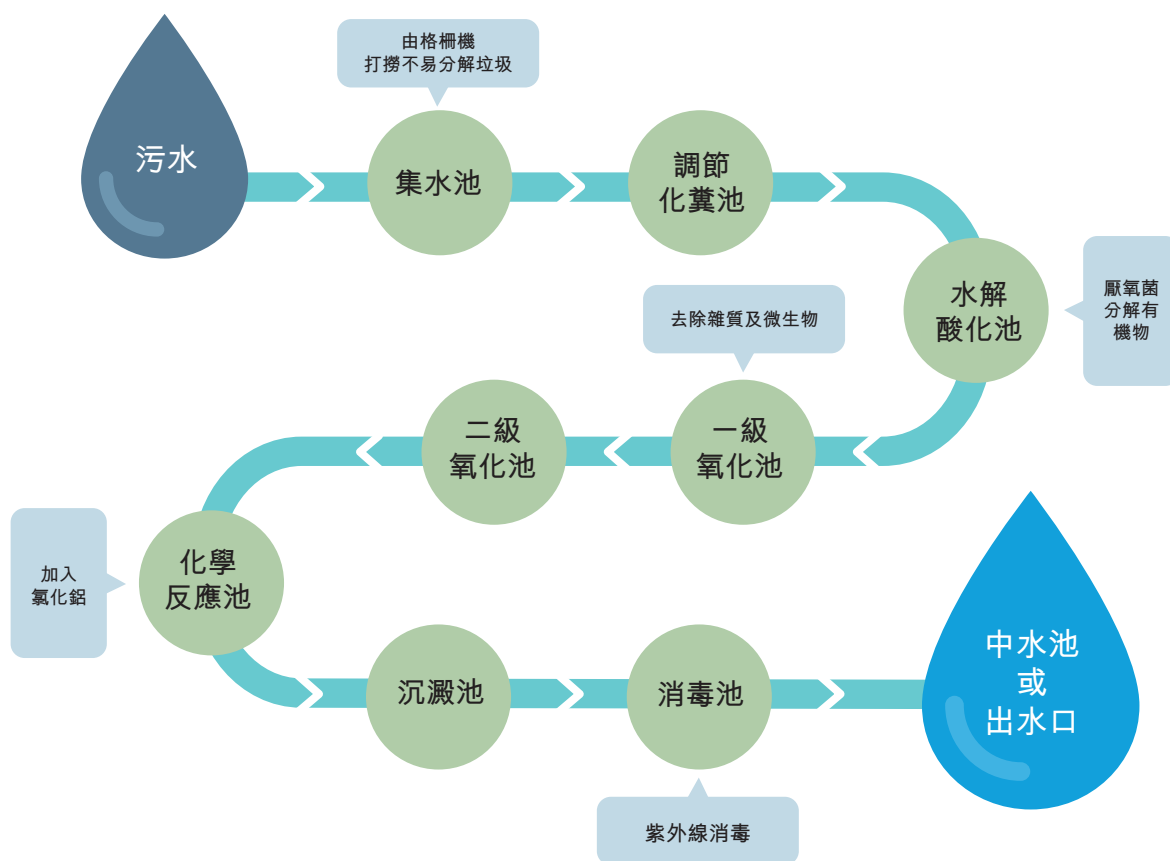 由格柵機
打撈不易分解垃圾
污水
集水池
調節
化糞池
水解
酸化池
厭氧菌
分解有
機物
去除雜質及微生物
一級
氧化池
二級
氧化池
化學
反應池
加入
氯化鋁
沉澱池
消毒池
紫外線消毒
中水池
或
出水口